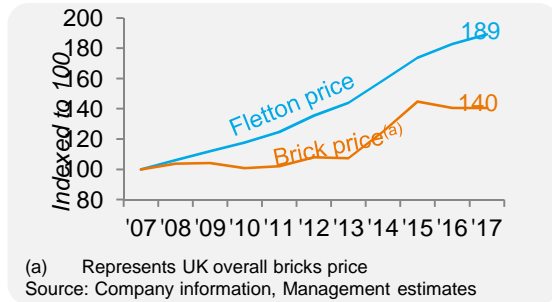 200
180
160
140
120
100
80
Indexed to 100
189
140
Fletton price
Brick price(a)
'07 '08 '09 '10 '11 '12 '13 '14 '15 '16 '17
(a) Represents UK overall bricks price
Source: Company information, Management estimates